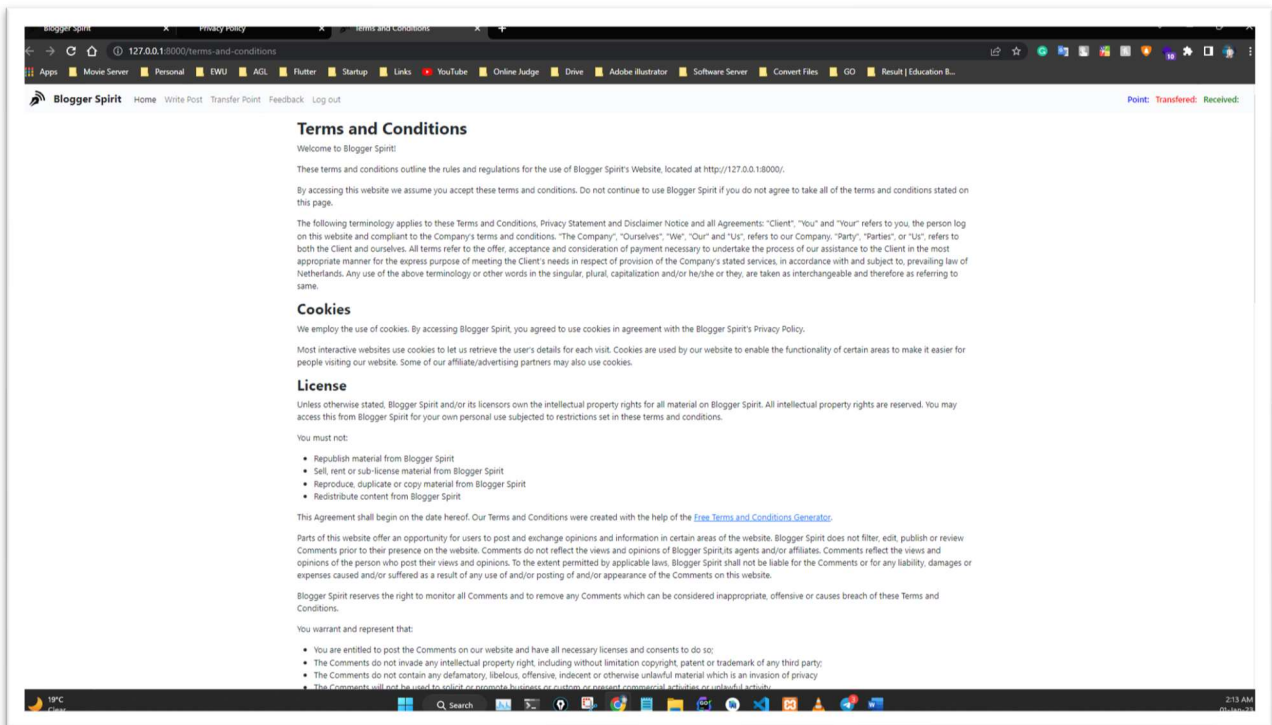 Blogger Spirit
Privacy Policy
Terms and Conditions
127.0.0.1:8000/terms-and-conditions
Apps Movie Server Personal EWU AGL Flutter Startup Links YouTube Online Judge Drive Adobe illustrator Software Server Convert Files GO Result | Education B...
Blogger Spirit Home Write Post Transfer Point Feedback Log out Point: Transfered: Received:
Terms and Conditions
Welcome to Blogger Spirit!
These terms and conditions outline the rules and regulations for the use of Blogger Spirit's Website, located at http://127.0.0.1:8000/.
By accessing this website we assume you accept these terms and conditions. Do not continue to use Blogger Spirit if you do not agree to take all of the terms and conditions stated on
this page.
The following terminology applies to these Terms and Conditions, Privacy Statement and Disclaimer Notice and all Agreements: "Client", "You" and "Your" refers to you, the person log
on this website and compliant to the Company's terms and conditions. "The Company", "Ourselves", "We", "Our" and "Us", refers to our Company. "Party", "Parties", or "Us", refers to
both the Client and ourselves. All terms refer to the offer, acceptance and consideration of payment necessary to undertake the process of our assistance to the Client in the most
appropriate manner for the express purpose of meeting the Client's needs in respect of provision of the Company's stated services, in accordance with and subject to, prevailing law of
Netherlands. Any use of the above terminology or other words in the singular, plural, capitalization and/or he/she or they, are taken as interchangeable and therefore as referring to
same.
Cookies
We employ the use of cookies. By accessing Blogger Spirit, you agreed to use cookies in agreement with the Blogger Spirit's Privacy Policy.
Most interactive websites use cookies to let us retrieve the user's details for each visit. Cookies are used by our website to enable the functionality of certain areas to make it easier for
people visiting our website. Some of our affiliate/advertising partners may also use cookies.
License
Unless otherwise stated, Blogger Spirit and/or its licensors own the intellectual property rights for all material on Blogger Spirit. All intellectual property rights are reserved. You may
access this from Blogger Spirit for your own personal use subjected to restrictions set in these terms and conditions.
You must not:
• Republish material from Blogger Spirit
• Sell, rent or sub-license material from Blogger Spirit
• Reproduce, duplicate or copy material from Blogger Spirit
• Redistribute content from Blogger Spirit
This Agreement shall begin on the date hereof. Our Terms and Conditions were created with the help of the Free Terms and Conditions Generator.
Parts of this website offer an opportunity for users to post and exchange opinions and information in certain areas of the website. Blogger Spirit does not filter, edit, publish or review
Comments prior to their presence on the website. Comments do not reflect the views and opinions of Blogger Spirit,its agents and/or affiliates. Comments reflect the views and
opinions of the person who post their views and opinions. To the extent permitted by applicable laws, Blogger Spirit shall not be liable for the Comments or for any liability, damages or
expenses caused and/or suffered as a result of any use of and/or posting of and/or appearance of the Comments on this website.
Blogger Spirit reserves the right to monitor all Comments and to remove any Comments which can be considered inappropriate, offensive or causes breach of these Terms and
Conditions.
You warrant and represent that:
• You are entitled to post the Comments on our website and have all necessary licenses and consents to do so;
• The Comments do not invade any intellectual property right, including without limitation copyright, patent or trademark of any third party;
• The Comments do not contain any defamatory, libelous, offensive, indecent or otherwise unlawful material which is an invasion of privacy
• The Comments will not be used to solicit or promote business or custom or present commercial activities or unlawful activity.
19°C
Clear
Search
2:13 AM
01-Jan-23